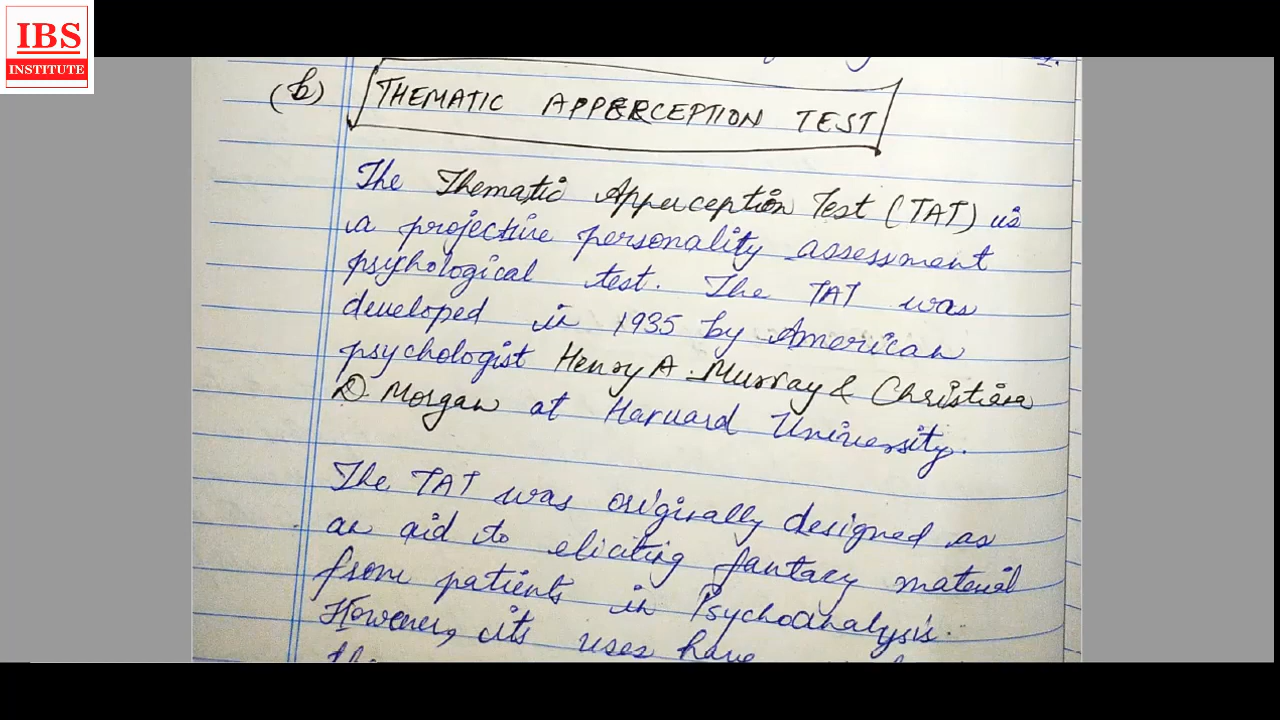 IBS
INSTITUTE
(b) THEMATIC APPERCEPTION TEST
The Thematic Apperception Test (TAT) is
a projective personality assessment
psychological test. The TAT was
developed in 1935 by American
psychologist Henry A. Murray & Christiana
D. Morgan at Harvard University.
The TAT was originally designed as
an aid to eliciting fantacy material
from patients in Psychoanalysis.
However, its uses have